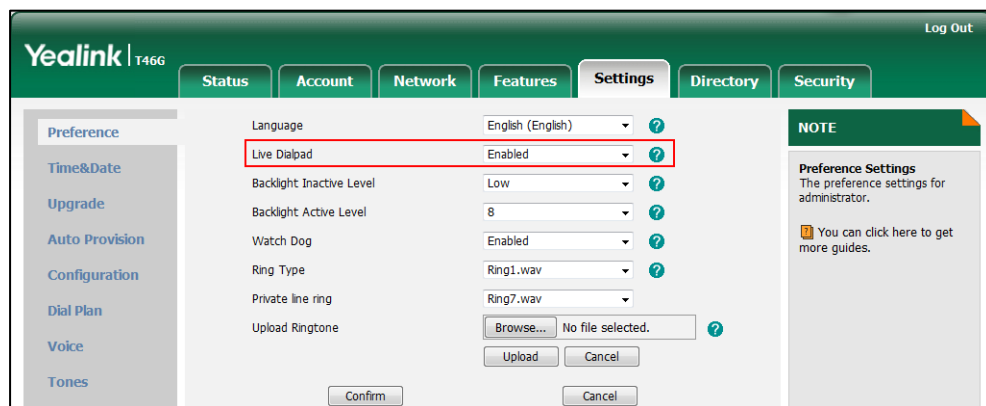 Log Out
Yealink T46G
Status Account Network Features Settings Directory Security
Preference
Time&Date
Upgrade
Auto Provision
Configuration
Dial Plan
Voice
Tones
Language English (English) ?
Live Dialpad Enabled ?
Backlight Inactive Level Low ?
Backlight Active Level 8 ?
Watch Dog Enabled ?
Ring Type Ring1.wav ?
Private line ring Ring7.wav
Upload Ringtone Browse... No file selected. ?
Upload Cancel
Confirm Cancel
NOTE
Preference Settings
The preference settings for
administrator.
? You can click here to get
more guides.